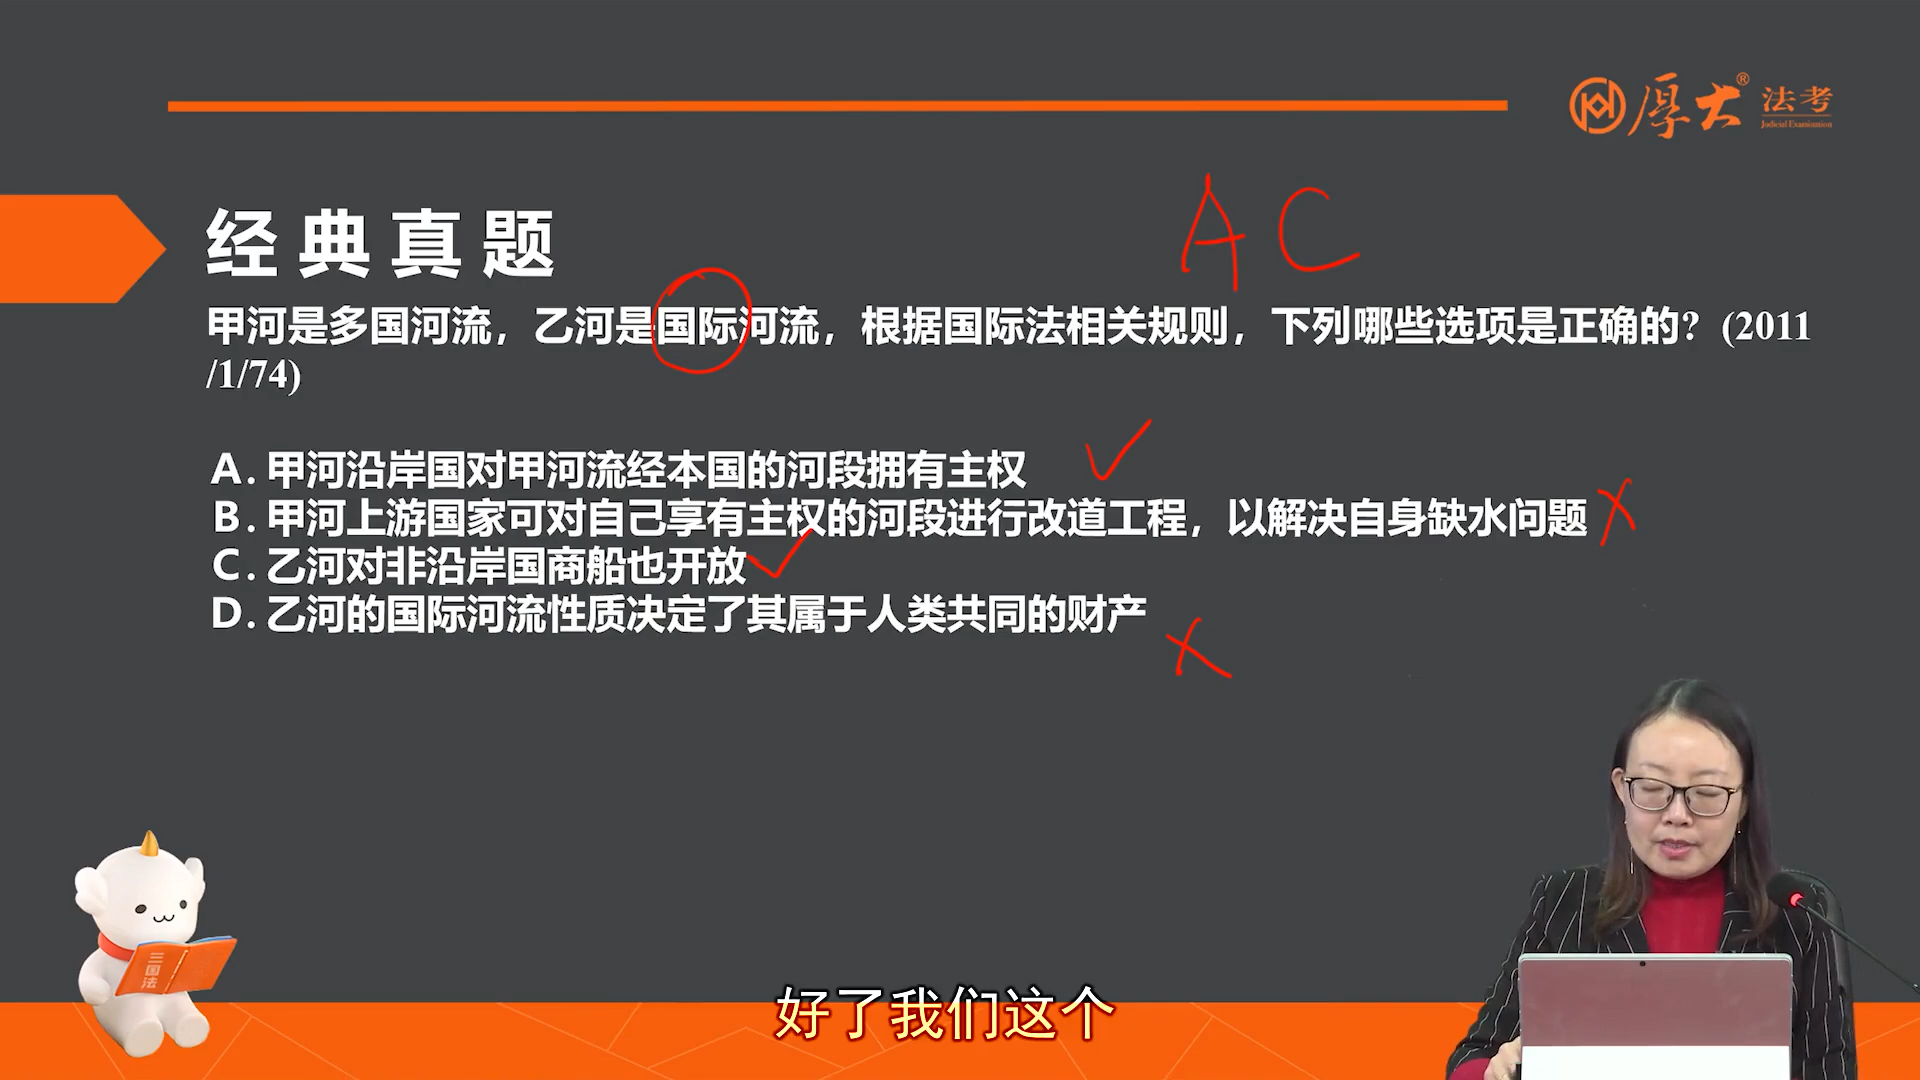 厚大®法考
Judicial Examination
AC
经典真题
甲河是多国河流，乙河是国际河流，根据国际法相关规则，下列哪些选项是正确的？(2011
/1/74)
A. 甲河沿岸国对甲河流经本国的河段拥有主权
B. 甲河上游国家可对自己享有主权的河段进行改道工程，以解决自身缺水问题
C. 乙河对非沿岸国商船也开放
D. 乙河的国际河流性质决定了其属于人类共同的财产
三国法
好了我们这个